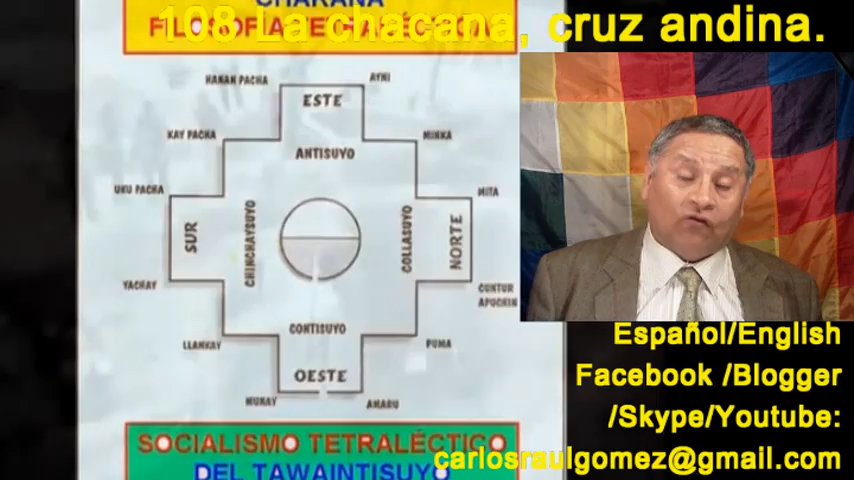 108 La chacana, cruz andina.
CHAKANA
FILOSOFIA TETRALÉCTICA
HANAN PACHA
AYNI
ESTE
KAY PACHA
MINKA
ANTISUYO
UKU PACHA
MITA
SUR
CHINCHAYSUYO
COLLASUYO
NORTE
YACHAY
CUNTUR
APUCHIN
CONTISUYO
LLANKAY
PUMA
OESTE
MUNAY
AMARU
SOCIALISMO TETRALÉCTICO
DEL TAWAINTISUYO
Español/English
Facebook /Blogger
/Skype/Youtube:
carlosraulgomez@gmail.com